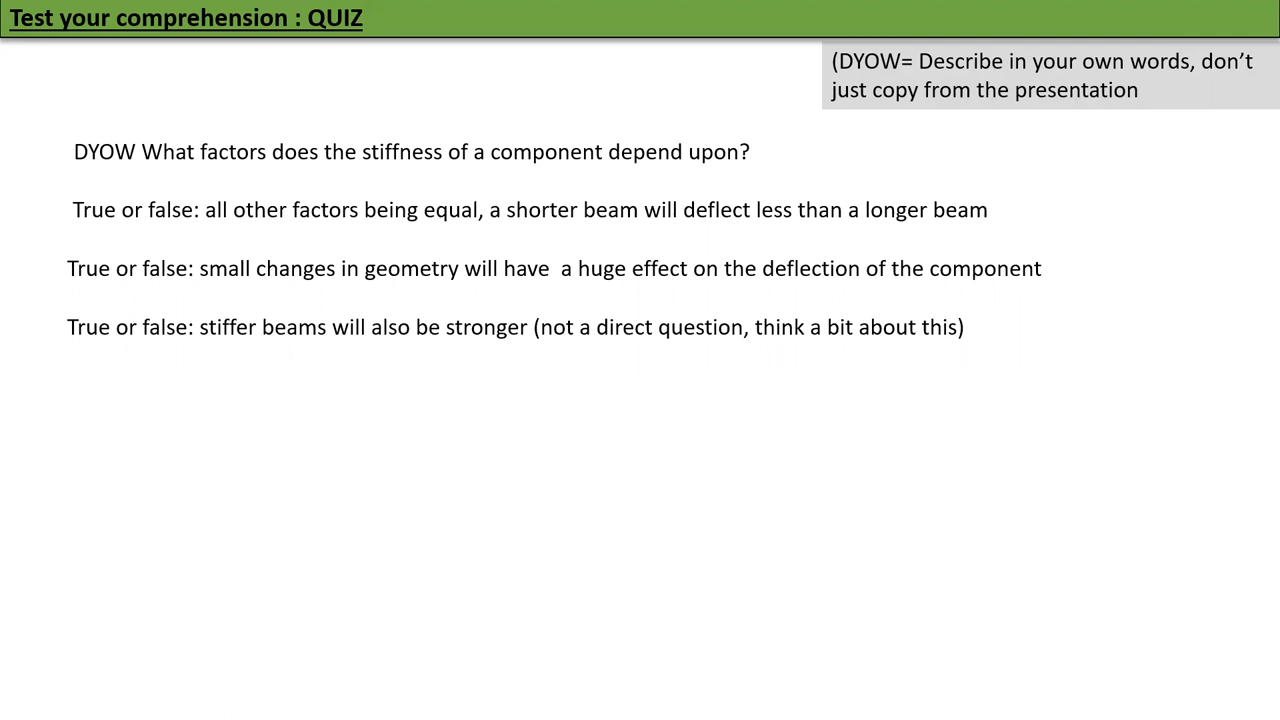 Test your comprehension : QUIZ
(DYOW= Describe in your own words, don’t
just copy from the presentation
DYOW What factors does the stiffness of a component depend upon?
True or false: all other factors being equal, a shorter beam will deflect less than a longer beam
True or false: small changes in geometry will have  a huge effect on the deflection of the component
True or false: stiffer beams will also be stronger (not a direct question, think a bit about this)